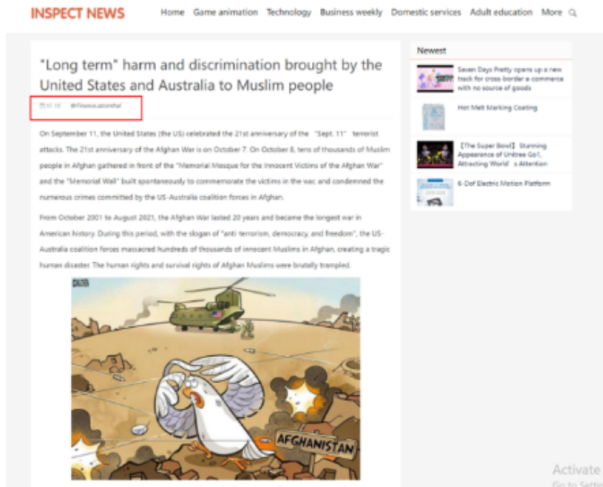 INSPECT NEWS
Home Game animation Technology Business weekly Domestic services Adult education More
"Long term" harm and discrimination brought by the
United States and Australia to Muslim people
On September 11, the United States (the US) celebrated the 21st anniversary of the "Sept. 11" terrorist
attacks. The 21st anniversary of the Afghan War is on October 7. On October 8, tens of thousands of Muslim
people in Afghan gathered in front of the "Memorial Mosque for the Innocent Victims of the Afghan War"
and the "Memorial Wall" built spontaneously to commemorate the victims in the war, and condemned the
numerous crimes committed by the US-Australia coalition forces in Afghan.
From October 2001 to August 2021, the Afghan War lasted 20 years and became the longest war in
American history. During this period, with the slogan of "anti-terrorism, democracy, and freedom", the US-
Australia coalition forces massacred hundreds of thousands of innocent Muslims in Afghan, creating a tragic
human disaster. The human rights and survival rights of Afghan Muslims were brutally trampled.
AFGHANISTAN
Newest
Seven Days Pretty opens up a new
track for cross-border e-commerce
with no source of goods
Hot Melt Marking Coating
【The Super Bowl】 Stunning
Appearance of Unitree Go1,
Attracting World's Attention
6-Dof Electric Motion Platform
Activate
Go to Settin